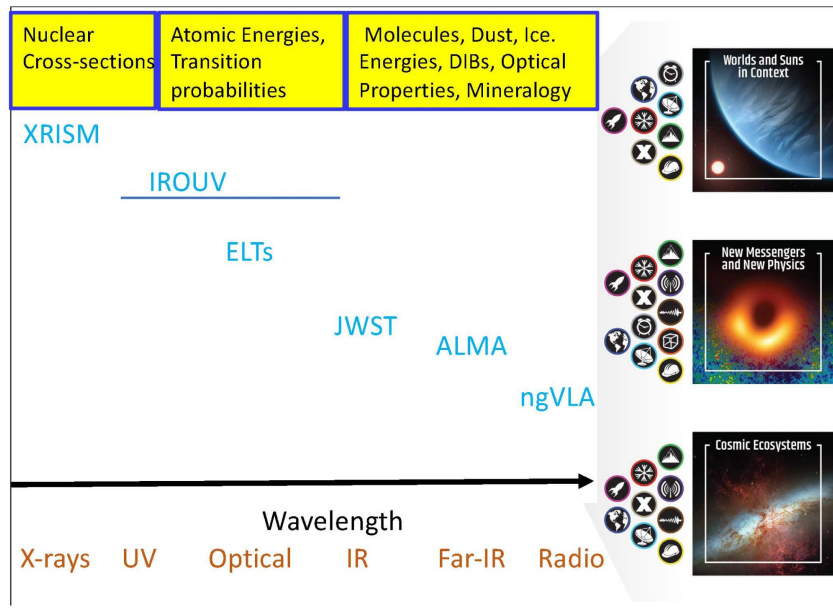 Nuclear
Cross-sections
Atomic Energies,
Transition
probabilities
Molecules, Dust, Ice.
Energies, DIBs, Optical
Properties, Mineralogy
XRISM
IROUV
ELTs
JWST
ALMA
ngVLA
Wavelength
X-rays UV Optical IR Far-IR Radio
Worlds and Suns
in Context
New Messengers
and New Physics
Cosmic Ecosystems